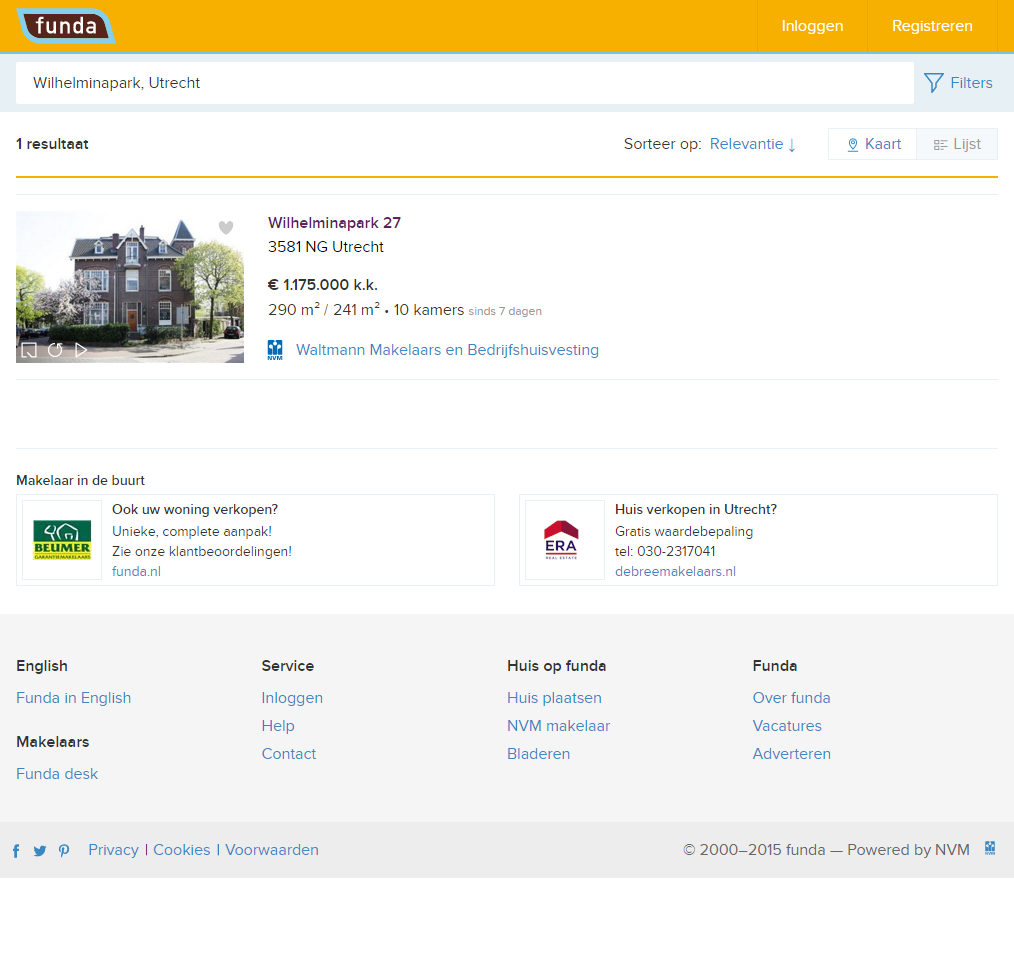 funda
Inloggen
Registreren
Wilhelminapark, Utrecht
Filters
1 resultaat
Sorteer op: Relevantie ↓
Kaart
Lijst
Wilhelminapark 27
3581 NG Utrecht
€ 1.175.000 k.k.
290 m² / 241 m² • 10 kamers sinds 7 dagen
NVM
Waltmann Makelaars en Bedrijfshuisvesting
Makelaar in de buurt
BEUMER
GARANTIEMAKELAARS
Ook uw woning verkopen?
Unieke, complete aanpak!
Zie onze klantbeoordelingen!
funda.nl
ERA
REAL ESTATE
Huis verkopen in Utrecht?
Gratis waardebepaling
tel: 030-2317041
debreemakelaars.nl
English
Funda in English
Makelaars
Funda desk
Service
Inloggen
Help
Contact
Huis op funda
Huis plaatsen
NVM makelaar
Bladeren
Funda
Over funda
Vacatures
Adverteren
Privacy | Cookies | Voorwaarden
© 2000–2015 funda — Powered by NVM
NVM